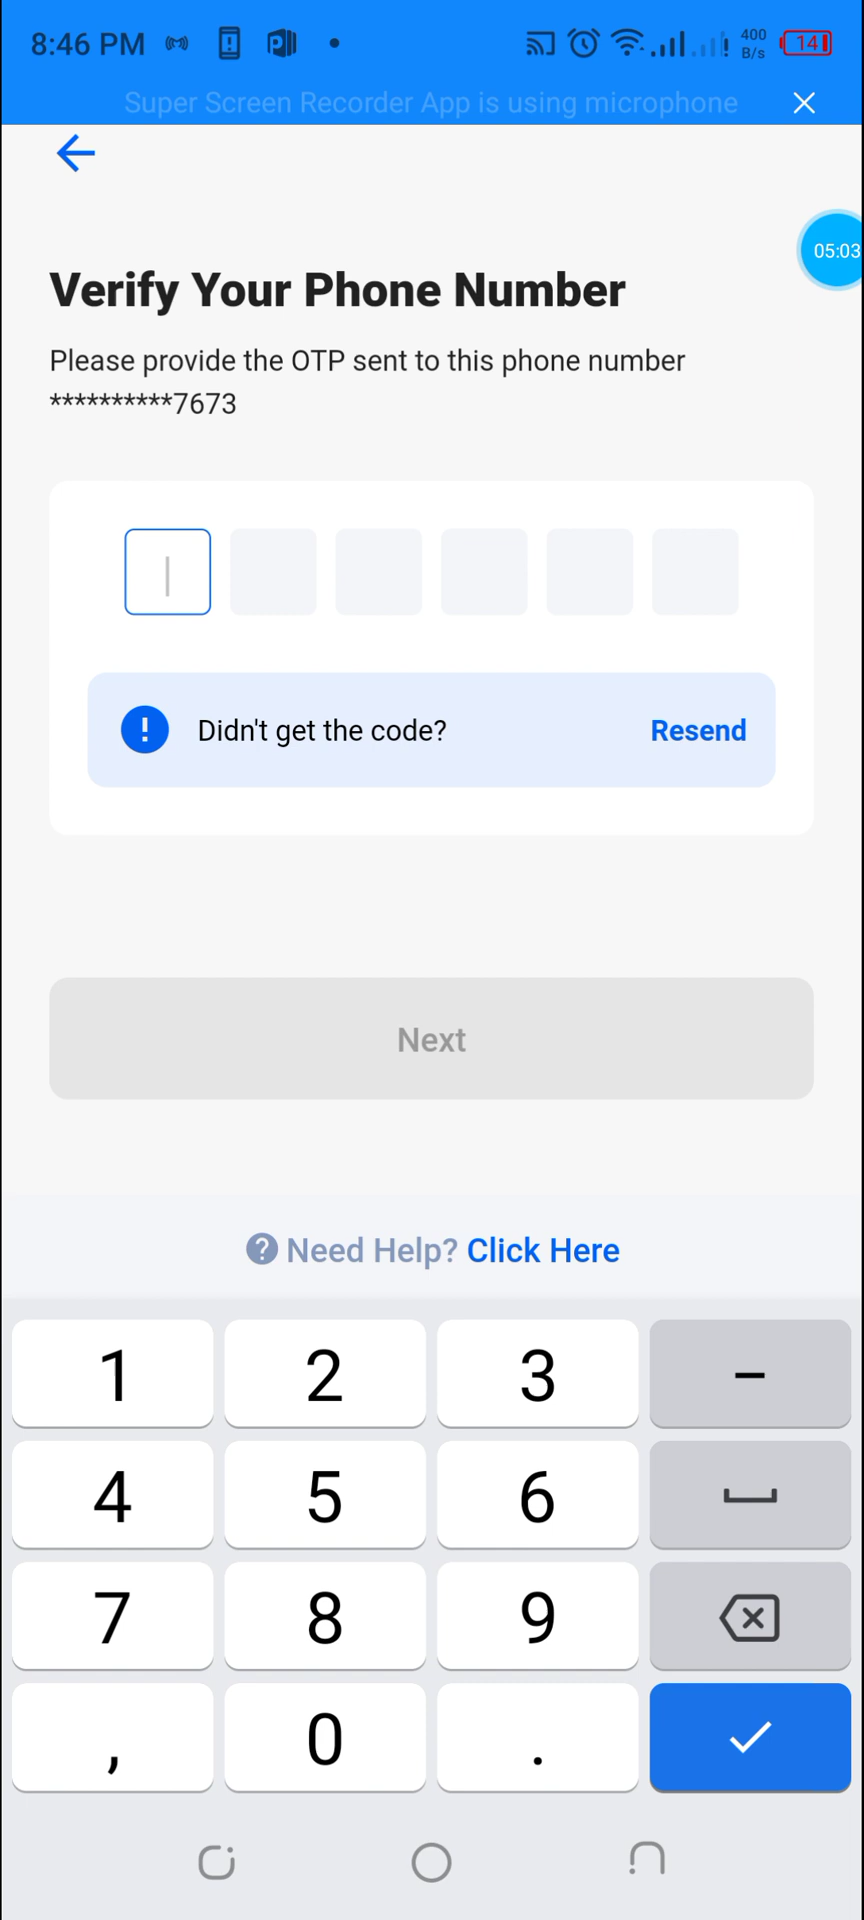 8:46 PM
400
B/s
14
Super Screen Recorder App is using microphone
05:03
Verify Your Phone Number
Please provide the OTP sent to this phone number
**********7673
Didn't get the code?
Resend
Next
Need Help? Click Here
1 2 3 –
4 5 6
7 8 9
, 0 .